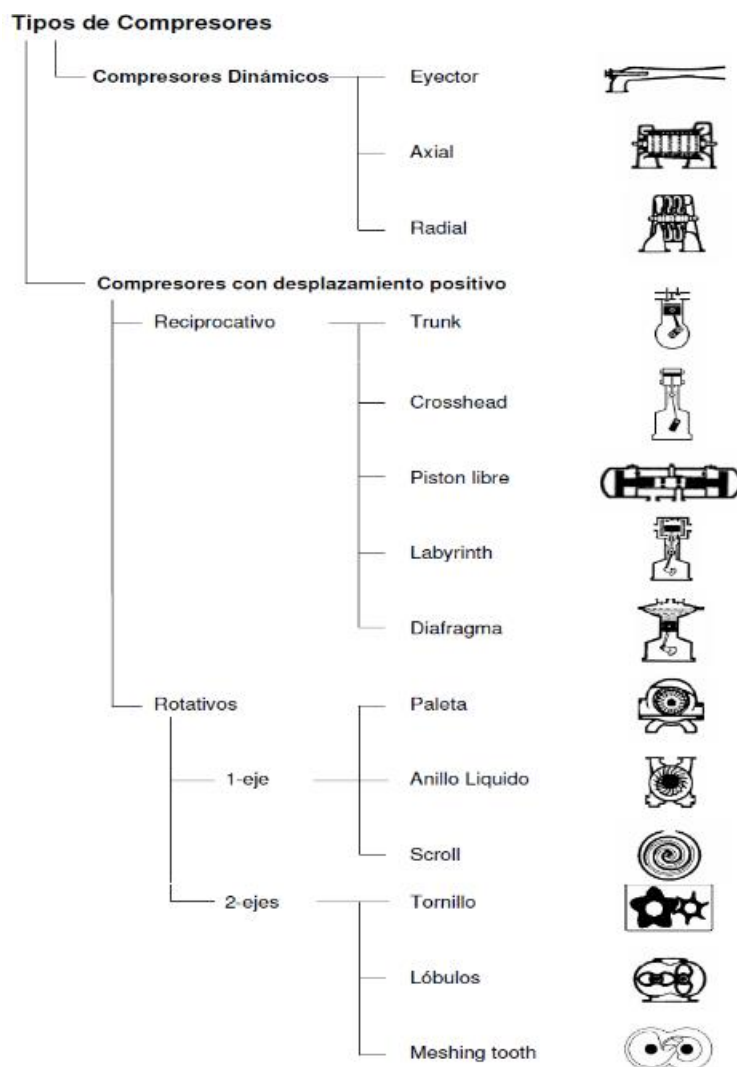 Tipos de Compresores
Compresores Dinámicos
Eyector
Axial
Radial
Compresores con desplazamiento positivo
Reciprocativo
Trunk
Crosshead
Piston libre
Labyrinth
Diafragma
Rotativos
Paleta
1-eje
Anillo Liquido
Scroll
2-ejes
Tornillo
Lóbulos
Meshing tooth